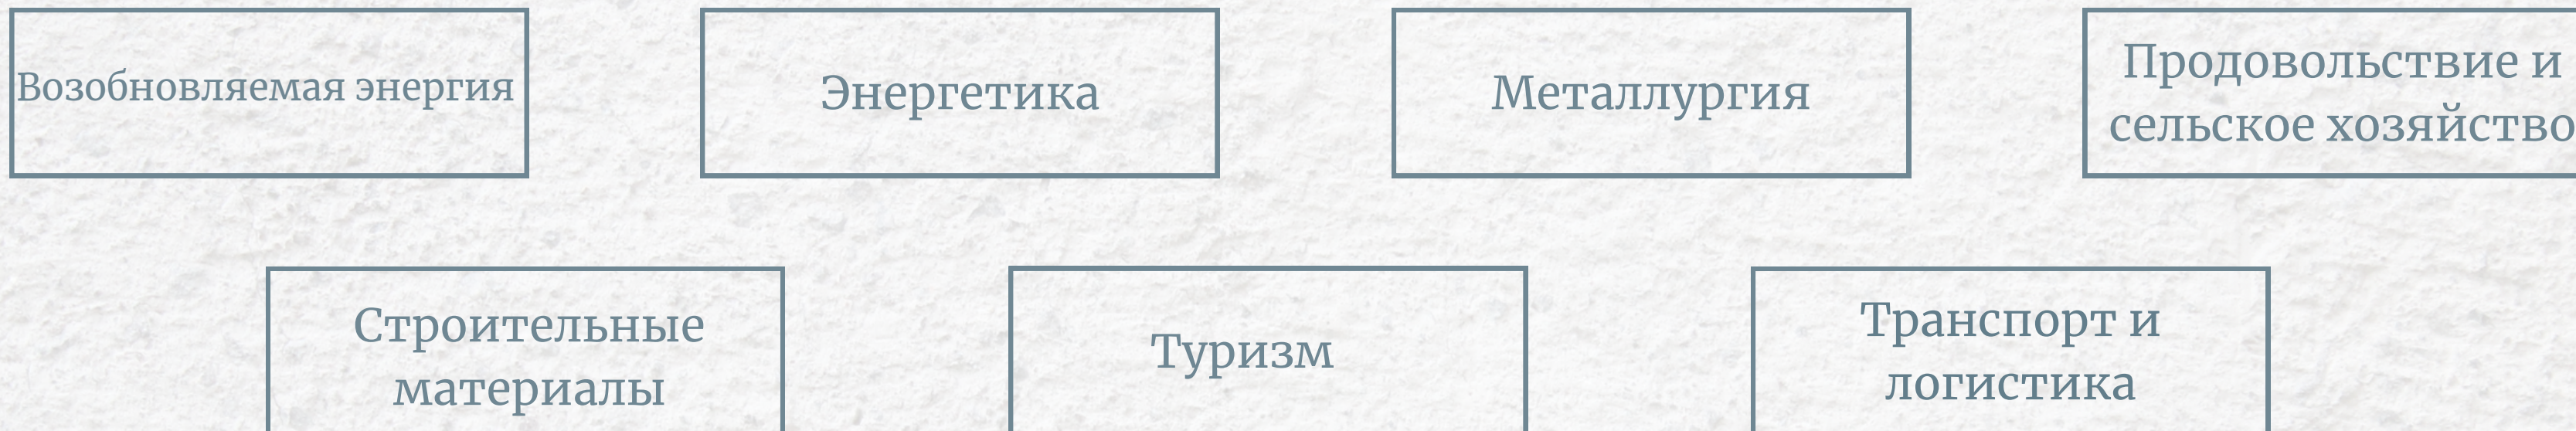 Возобновляемая энергия
Энергетика
Металлургия
Продовольствие и
сельское хозяйство
Строительные
материалы
Туризм
Транспорт и
логистика